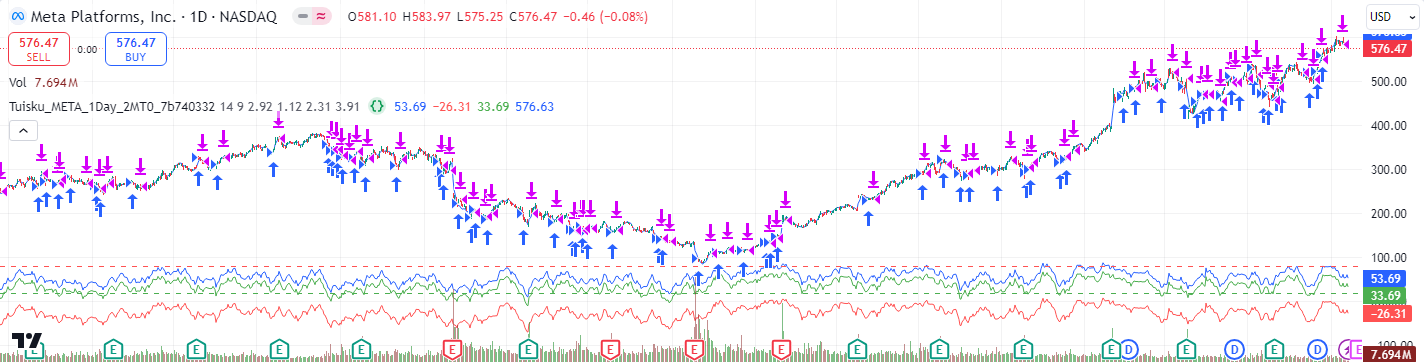 Meta Platforms, Inc. · 1D · NASDAQ O581.10 H583.97 L575.25 C576.47 −0.46 (−0.08%)
USD
576.47 SELL
0.00
576.47 BUY
576.47
Vol 7.694M
500.00
Tuisku_META_1Day_2MT0_7b740332 14 9 2.92 1.12 2.31 3.91 {} 53.69 −26.31 33.69 576.63
400.00
300.00
200.00
100.00
53.69
33.69
−26.31
E E E E E E E E E E E E E E D E D E D E
7.694M